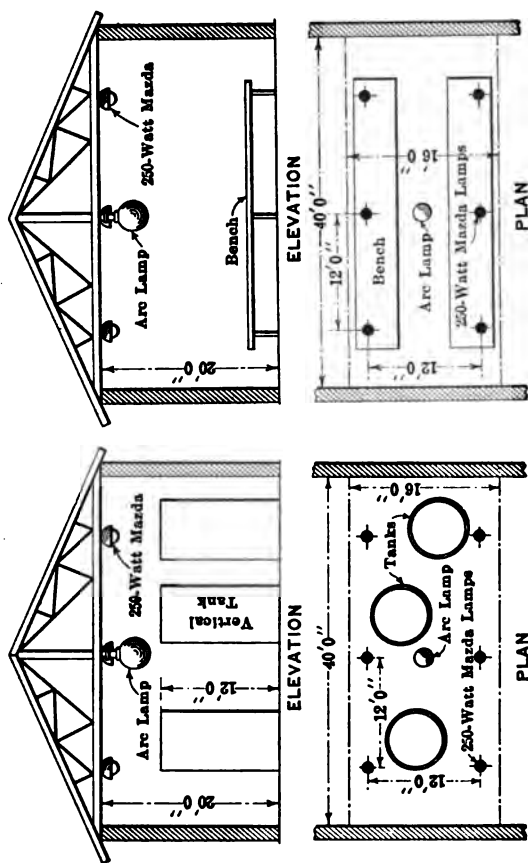 250-Watt Mazda
Arc Lamp
20'0"
Bench
ELEVATION
40'0"
16'0"
12'0"
Bench
Arc Lamp
12'0"
250-Watt Mazda Lamps
PLAN
250-Watt Mazda
Arc Lamp
20'0"
12'0"
Vertical
Tank
ELEVATION
40'0"
16'0"
Tanks
12'0"
Arc Lamp
12'0"
250-Watt Mazda Lamps
PLAN